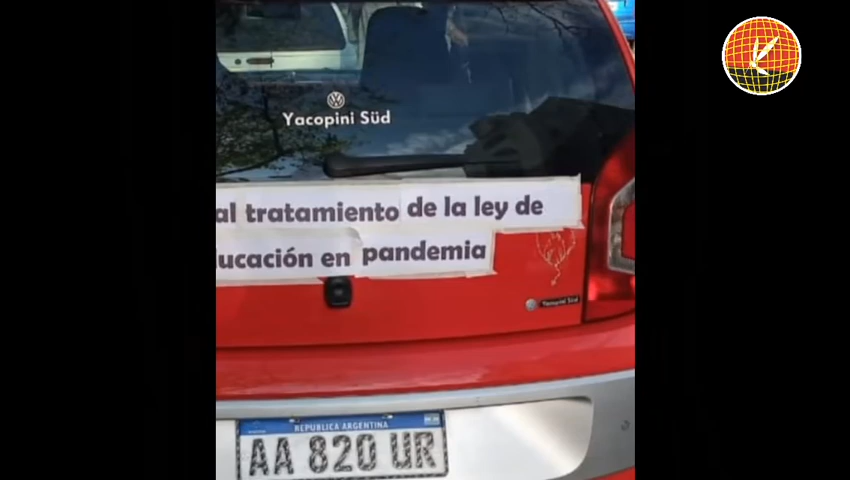 Yacopini Süd
al tratamiento de la ley de
ucación en pandemia
Yacopini Süd
REPUBLICA ARGENTINA
AA 820 UR